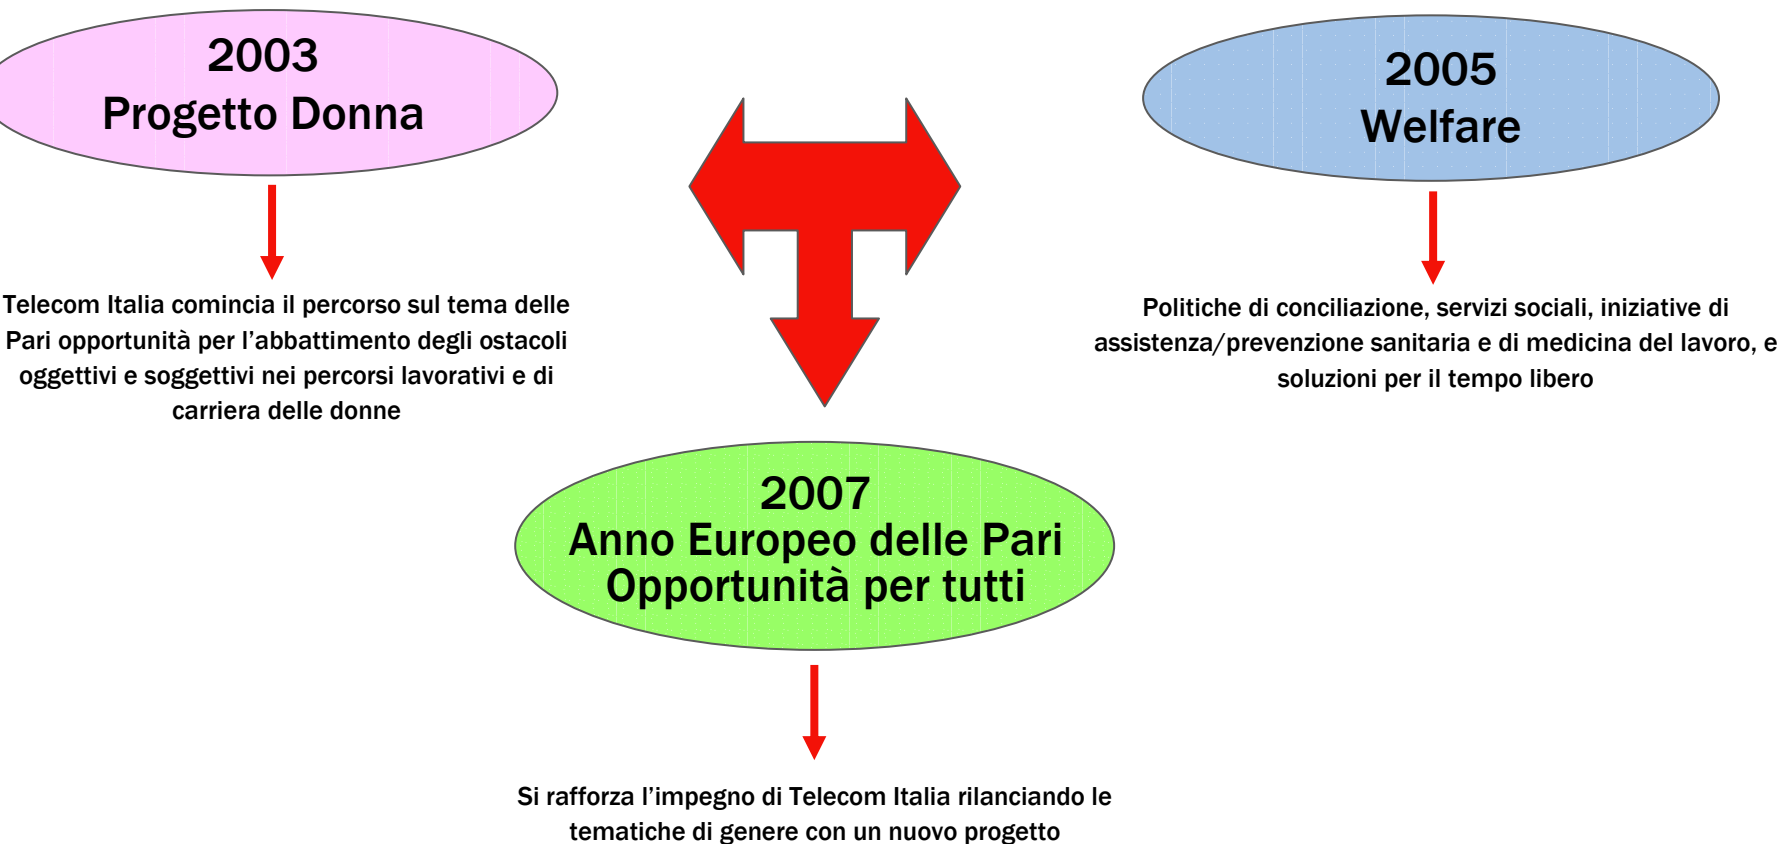 2003
Progetto Donna
Telecom Italia comincia il percorso sul tema delle
Pari opportunità per l’abbattimento degli ostacoli
oggettivi e soggettivi nei percorsi lavorativi e di
carriera delle donne
2005
Welfare
Politiche di conciliazione, servizi sociali, iniziative di
assistenza/prevenzione sanitaria e di medicina del lavoro, e
soluzioni per il tempo libero
2007
Anno Europeo delle Pari
Opportunità per tutti
Si rafforza l’impegno di Telecom Italia rilanciando le
tematiche di genere con un nuovo progetto